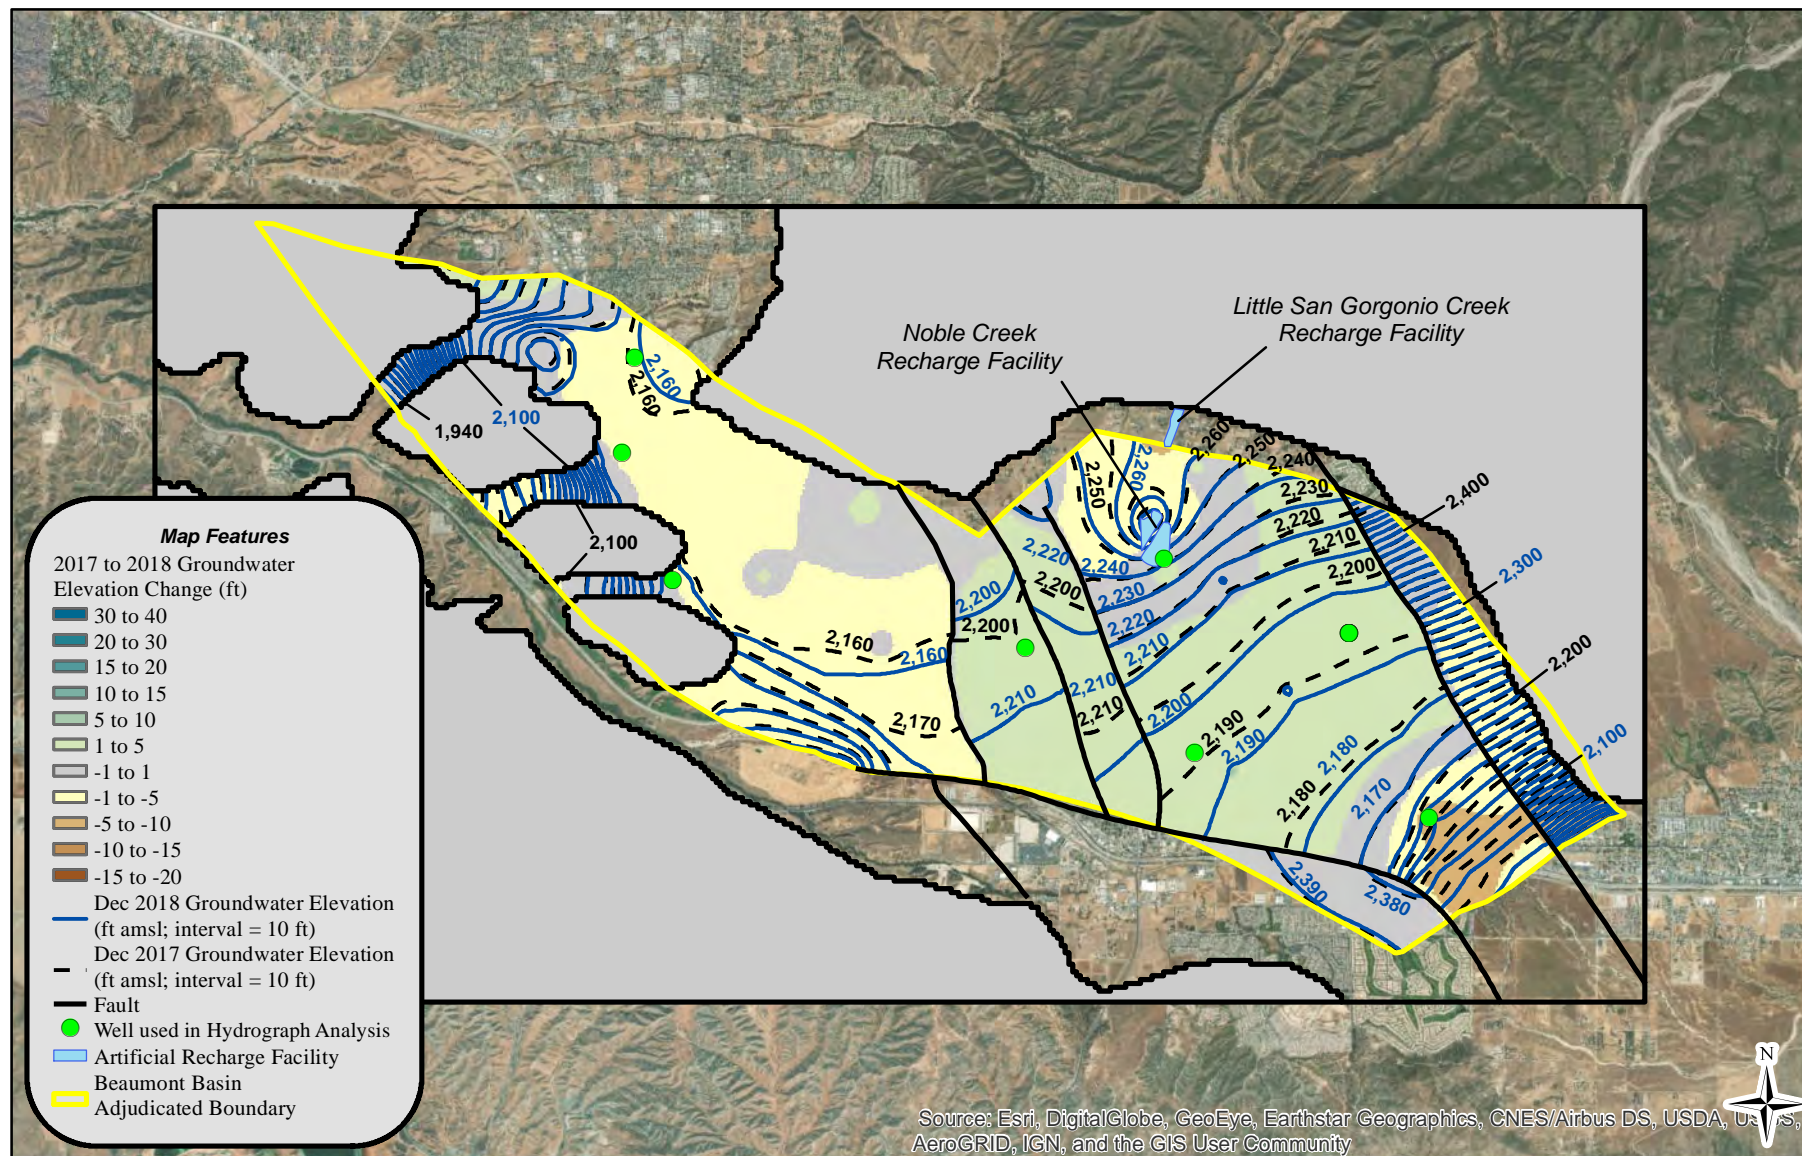 Little San Gorgonio Creek
Recharge Facility
Noble Creek
Recharge Facility
2,160
2,160
2,100
1,940
2,100
2,260
2,250
2,240
2,260
2,250
2,230
2,220
2,210
2,200
2,400
2,300
2,200
2,100
2,220
2,240
2,200
2,230
2,200
2,220
2,200
2,210
2,160
2,160
2,210
2,210
2,210
2,200
2,170
2,190
2,190
2,180
2,180
2,170
2,390
2,380
Map Features
2017 to 2018 Groundwater
Elevation Change (ft)
30 to 40
20 to 30
15 to 20
10 to 15
5 to 10
1 to 5
-1 to 1
-1 to -5
-5 to -10
-10 to -15
-15 to -20
Dec 2018 Groundwater Elevation
(ft amsl; interval = 10 ft)
Dec 2017 Groundwater Elevation
(ft amsl; interval = 10 ft)
Fault
Well used in Hydrograph Analysis
Artificial Recharge Facility
Beaumont Basin
Adjudicated Boundary
N
Source: Esri, DigitalGlobe, GeoEye, Earthstar Geographics, CNES/Airbus DS, USDA,
AeroGRID, IGN, and the GIS User Community